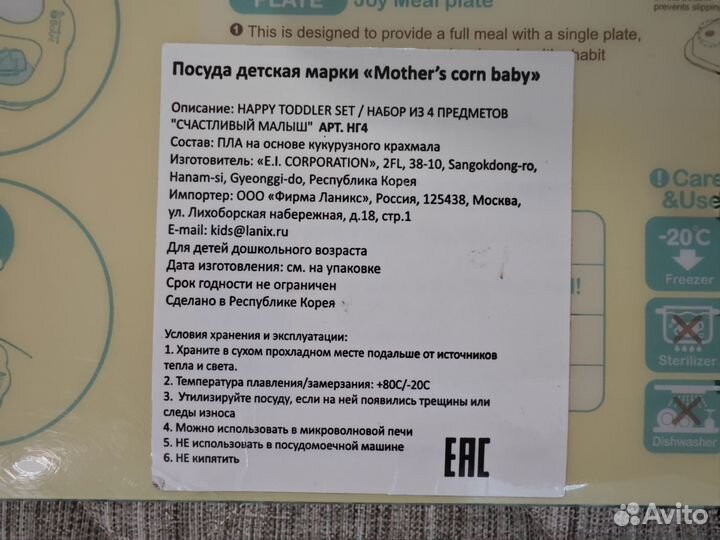 PLATE Joy Meal plate
1 This is designed to provide a full meal with a single plate,
habit
prevents slipping
Посуда детская марки «Mother's corn baby»
Описание: HAPPY TODDLER SET / НАБОР ИЗ 4 ПРЕДМЕТОВ
"СЧАСТЛИВЫЙ МАЛЫШ" АРТ. НГ4
Состав: ПЛА на основе кукурузного крахмала
Изготовитель: «E.I. CORPORATION», 2FL, 38-10, Sangokdong-ro,
Hanam-si, Gyeonggi-do, Республика Корея
Импортер: ООО «Фирма Ланикс», Россия, 125438, Москва,
ул. Лихоборская набережная, д.18, стр.1
E-mail: kids@lanix.ru
Для детей дошкольного возраста
Дата изготовления: см. на упаковке
Срок годности не ограничен
Сделано в Республике Корея
Условия хранения и эксплуатации:
1. Храните в сухом прохладном месте подальше от источников
тепла и света.
2. Температура плавления/замерзания: +80С/-20С
3. Утилизируйте посуду, если на ней появились трещины или
следы износа
4. Можно использовать в микроволновой печи
5. НЕ использовать в посудомоечной машине
6. НЕ кипятить
EAC
Care
&Use
-20°C
Freezer
Sterilizer
Dishwasher
Avito